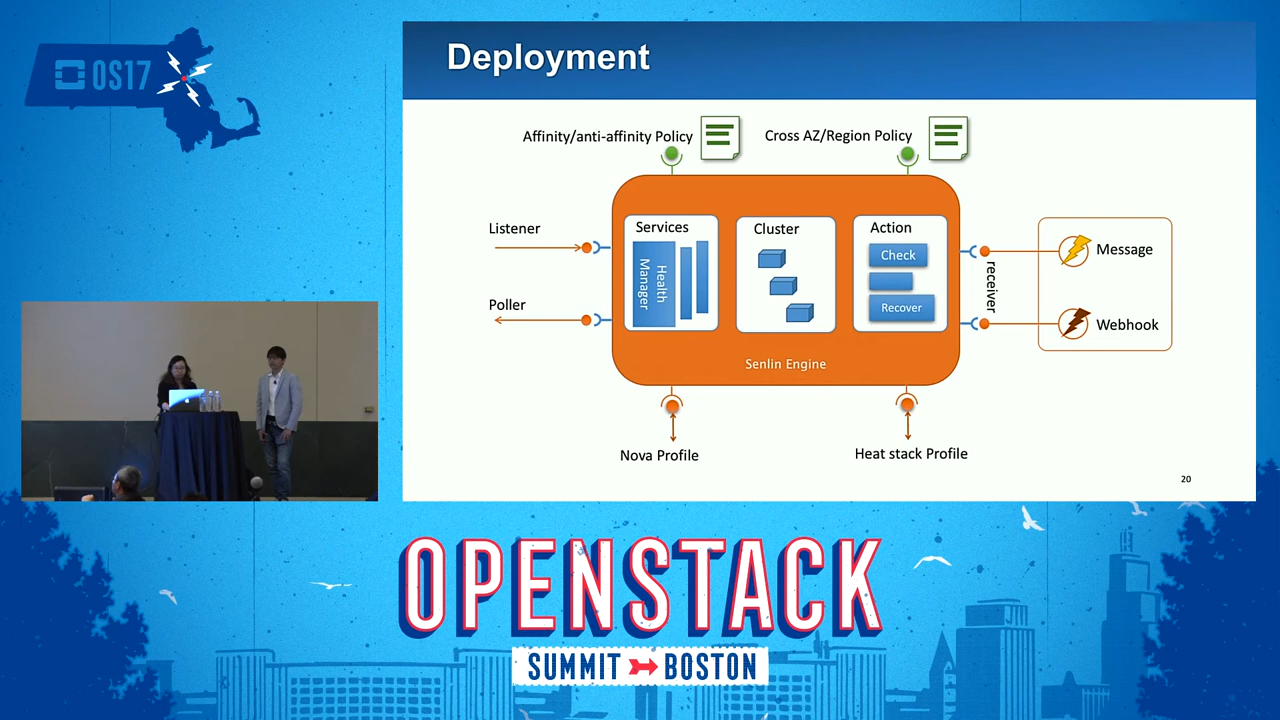 OS17
Deployment
Affinity/anti-affinity Policy
Cross AZ/Region Policy
Listener
Poller
Services
Health
Manager
Cluster
Action
Check
Recover
Senlin Engine
receiver
Message
Webhook
Nova Profile
Heat stack Profile
20
OPENSTACK
SUMMIT BOSTON